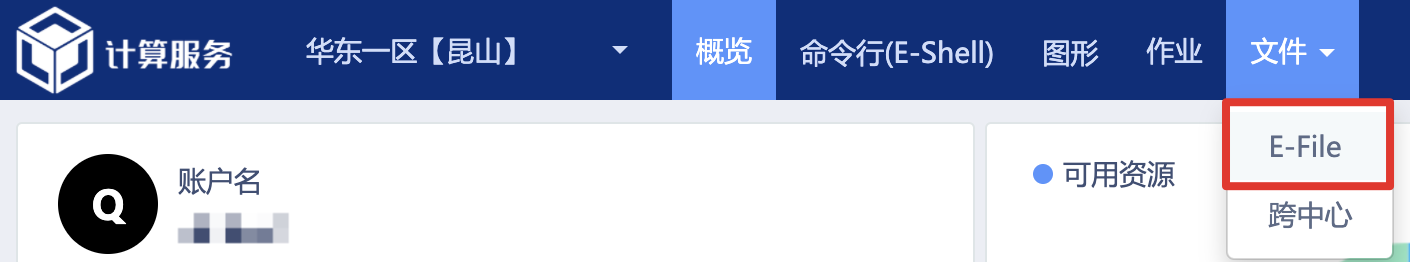 计算服务
华东一区【昆山】
概览
命令行(E-Shell)
图形
作业
文件
E-File
跨中心
Q
账户名
可用资源